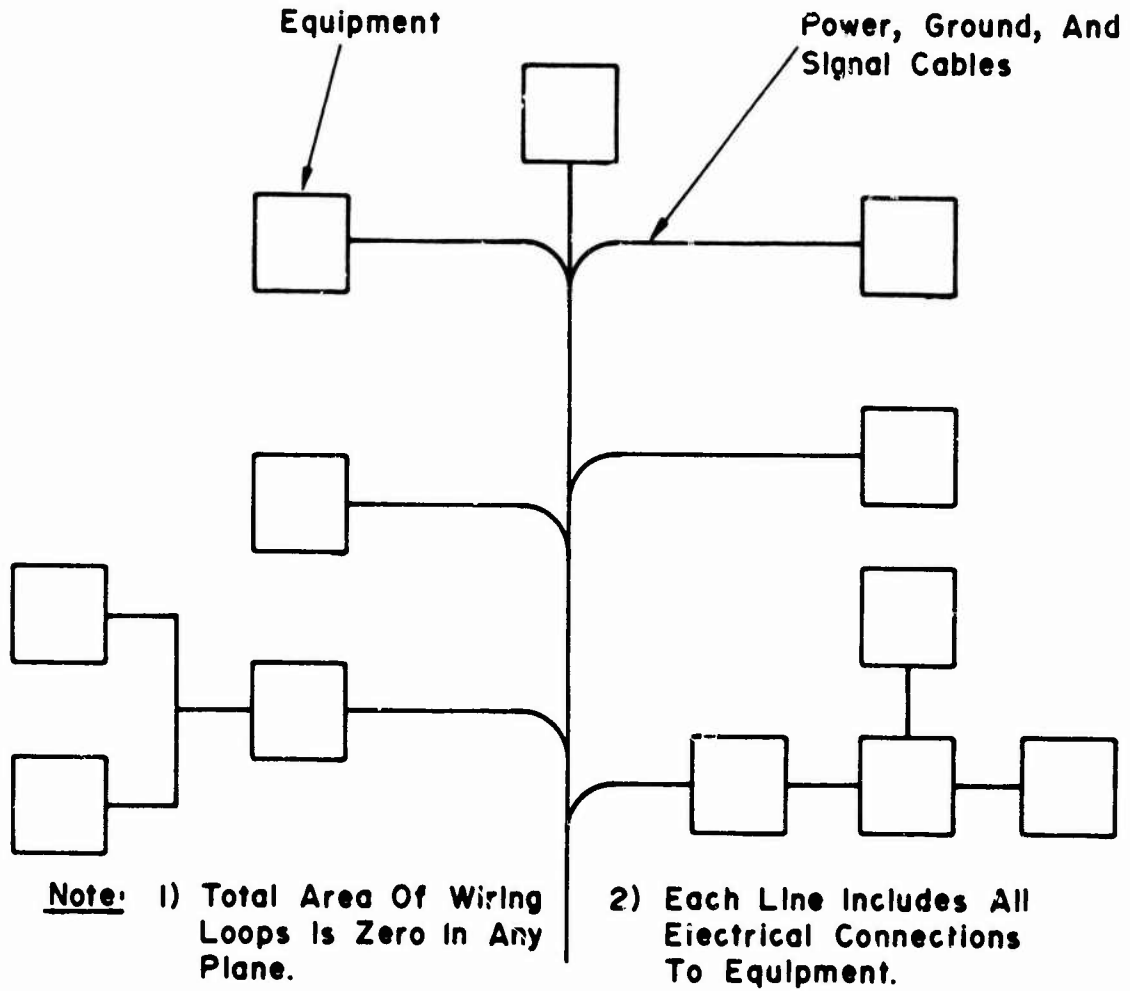 Equipment
Power, Ground, And
Signal Cables
Note: 1) Total Area Of Wiring
Loops Is Zero In Any
Plane.
2) Each Line Includes All
Electrical Connections
To Equipment.